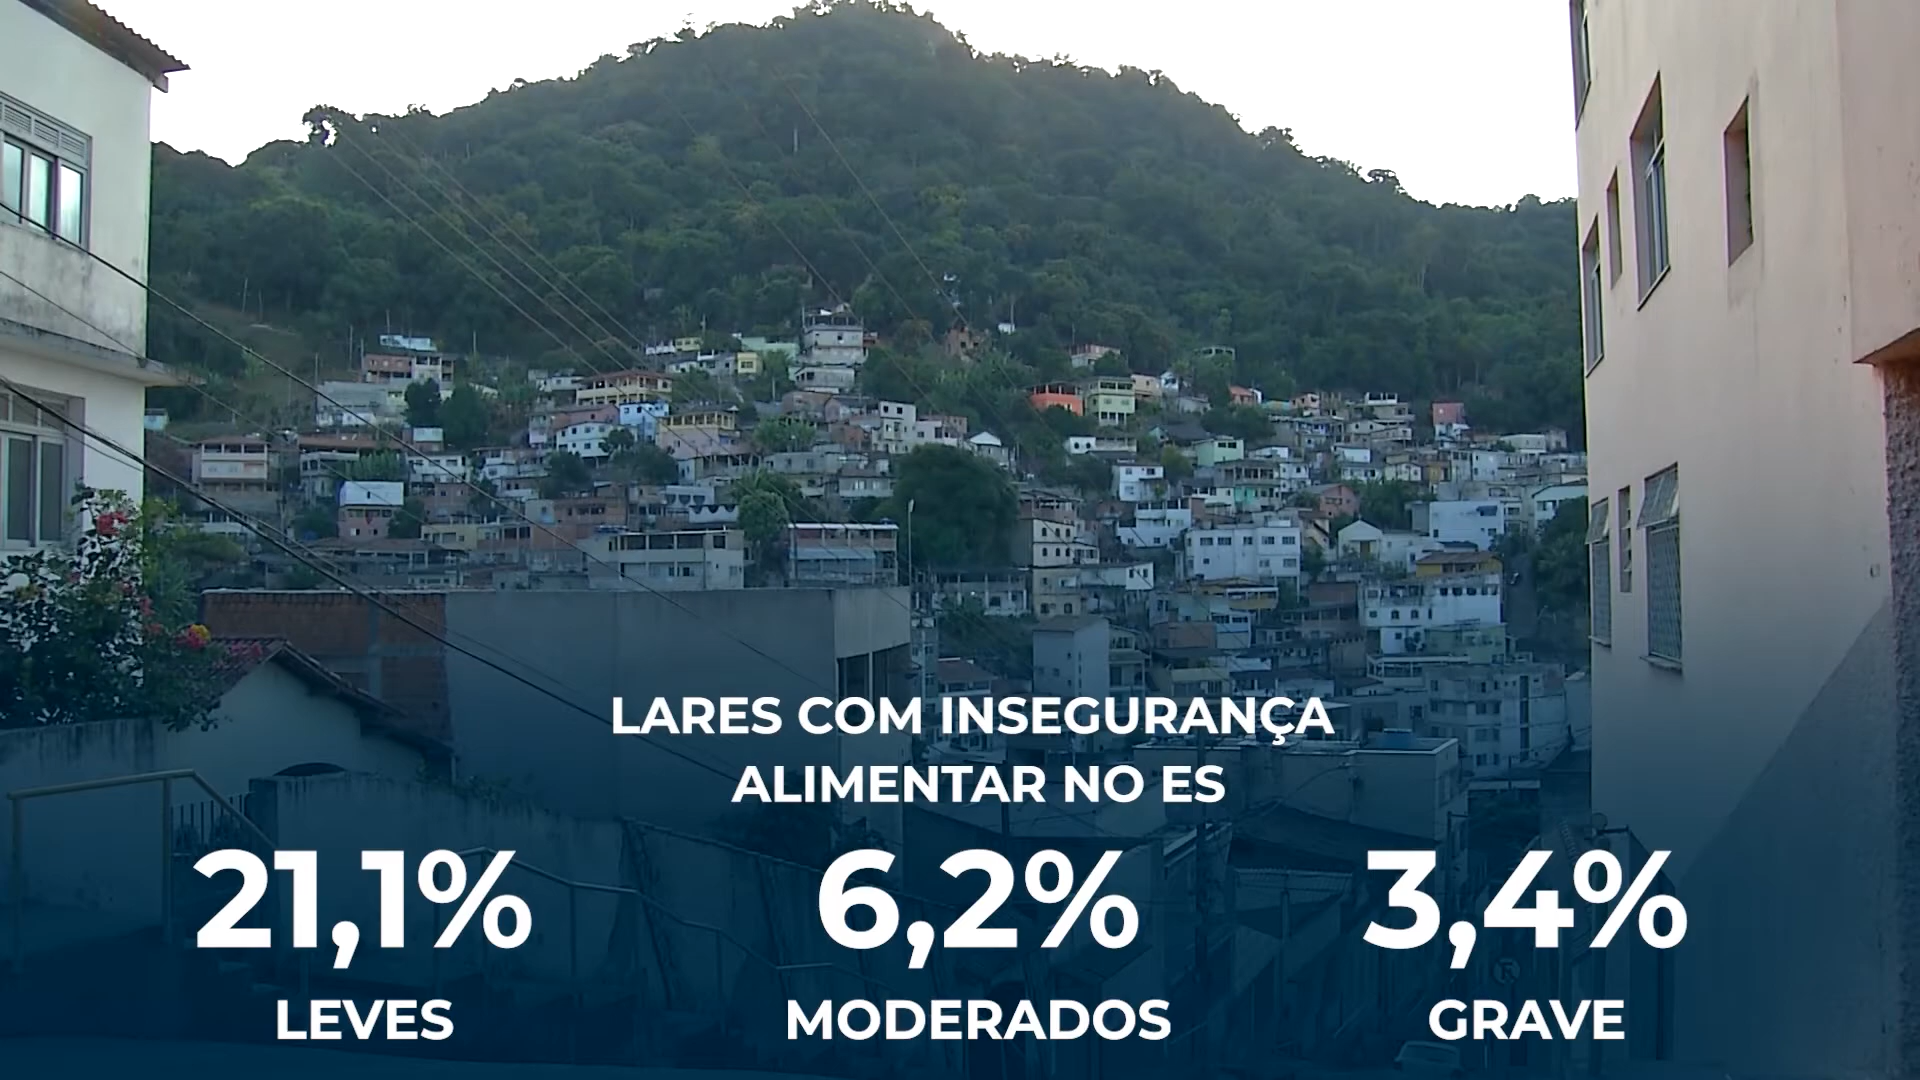 LARES COM INSEGURANÇA
ALIMENTAR NO ES
21,1% 6,2% 3,4%
LEVES MODERADOS GRAVE